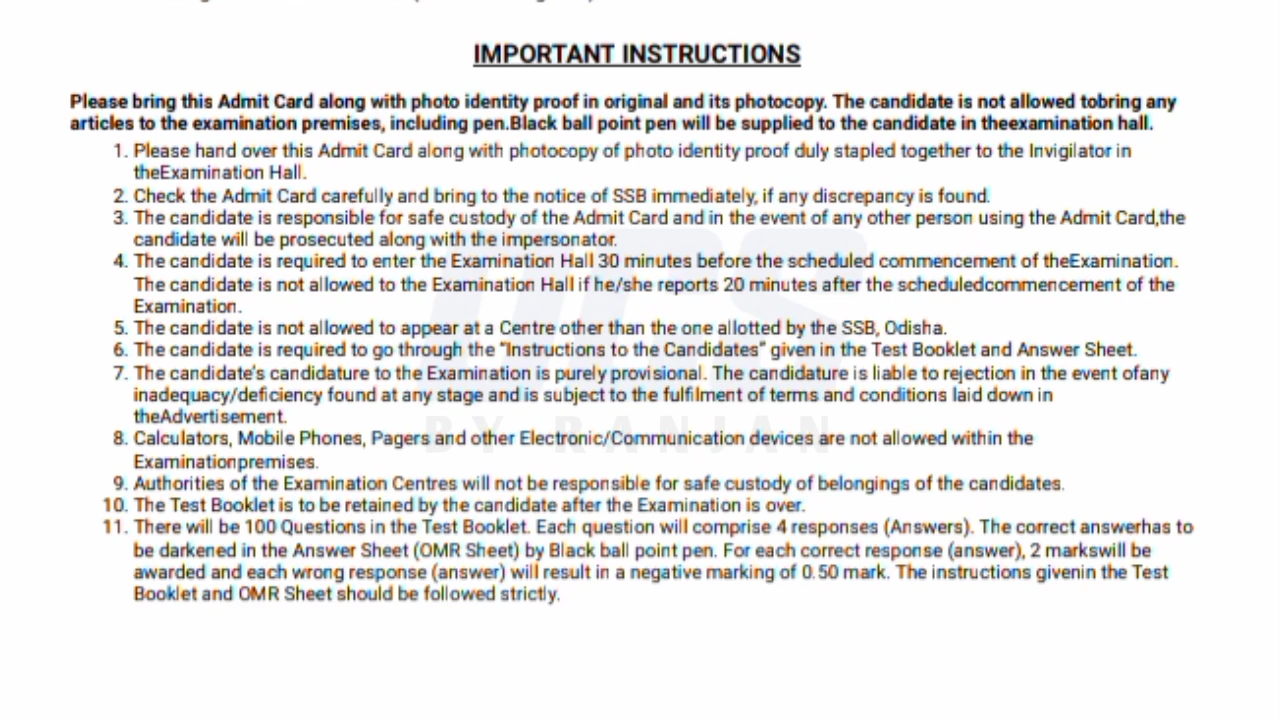 IMPORTANT INSTRUCTIONS
Please bring this Admit Card along with photo identity proof in original and its photocopy. The candidate is not allowed tobring any
articles to the examination premises, including pen.Black ball point pen will be supplied to the candidate in theexamination hall.
1. Please hand over this Admit Card along with photocopy of photo identity proof duly stapled together to the Invigilator in
theExamination Hall.
2. Check the Admit Card carefully and bring to the notice of SSB immediately, if any discrepancy is found.
3. The candidate is responsible for safe custody of the Admit Card and in the event of any other person using the Admit Card,the
candidate will be prosecuted along with the impersonator.
4. The candidate is required to enter the Examination Hall 30 minutes before the scheduled commencement of theExamination.
The candidate is not allowed to the Examination Hall if he/she reports 20 minutes after the scheduledcommencement of the
Examination.
5. The candidate is not allowed to appear at a Centre other than the one allotted by the SSB, Odisha.
6. The candidate is required to go through the "Instructions to the Candidates" given in the Test Booklet and Answer Sheet.
7. The candidate's candidature to the Examination is purely provisional. The candidature is liable to rejection in the event ofany
inadequacy/deficiency found at any stage and is subject to the fulfilment of terms and conditions laid down in
theAdvertisement.
8. Calculators, Mobile Phones, Pagers and other Electronic/Communication devices are not allowed within the
Examinationpremises.
BY RANJAN
9. Authorities of the Examination Centres will not be responsible for safe custody of belongings of the candidates.
10. The Test Booklet is to be retained by the candidate after the Examination is over.
11. There will be 100 Questions in the Test Booklet. Each question will comprise 4 responses (Answers). The correct answerhas to
be darkened in the Answer Sheet (OMR Sheet) by Black ball point pen. For each correct response (answer), 2 markswill be
awarded and each wrong response (answer) will result in a negative marking of 0.50 mark. The instructions givenin the Test
Booklet and OMR Sheet should be followed strictly.